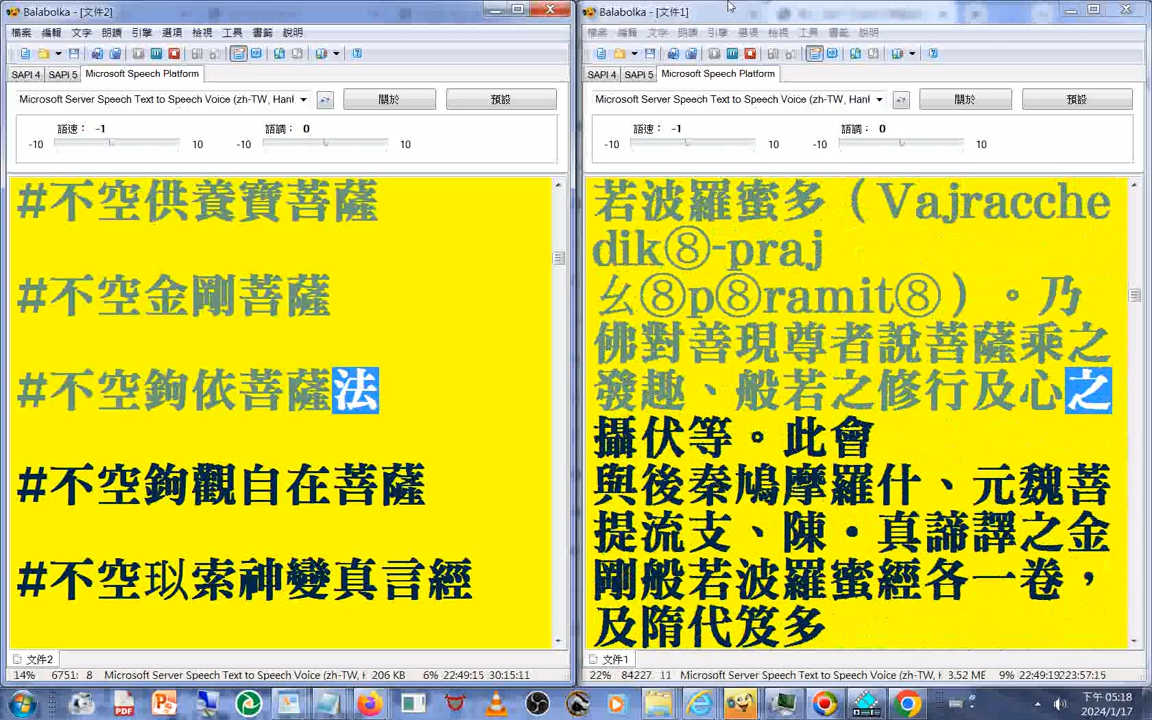 Balabolka - [文件2]
檔案 編輯 文字 朗讀 引擎 選項 檢視 工具 書籤 說明
SAPI 4 SAPI 5 Microsoft Speech Platform
Microsoft Server Speech Text to Speech Voice (zh-TW, Hanl
關於
預設
語速： -1
語調： 0
-10 10 -10 10
#不空供養寶菩薩
#不空金剛菩薩
#不空鉤依菩薩法
#不空鉤觀自在菩薩
#不空㺿索神變真言經
文件2
14% 6751: 8 Microsoft Server Speech Text to Speech Voice (zh-TW, H 206 KB 6% 22:49:15 30:15:11
Balabolka - [文件1]
檔案 編輯 文字 朗讀 引擎 選項 檢視 工具 書籤 說明
SAPI 4 SAPI 5 Microsoft Speech Platform
Microsoft Server Speech Text to Speech Voice (zh-TW, Hanl
關於
預設
語速： -1
語調： 0
-10 10 -10 10
若波羅蜜多（Vajracche
dik⑧-praj
幺⑧p⑧ramit⑧）。乃
佛對善現尊者說菩薩乘之
發趣、般若之修行及心之
攝伏等。此會
與後秦鳩摩羅什、元魏菩
提流支、陳·真諦譯之金
剛般若波羅蜜經各一卷，
及隋代笈多
文件1
22% 84227: 11 Microsoft Server Speech Text to Speech Voice (zh-TW, H 3.52 ME 9% 22:49:19 23:57:15
下午 05:18
2024/1/17